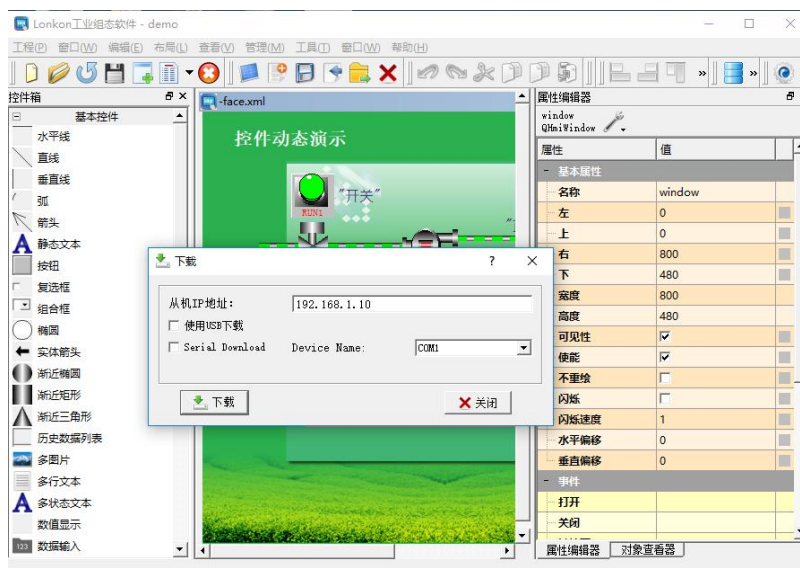 Lonkon工业组态软件 - demo
工程(P) 窗口(W) 编辑(E) 布局(L) 查看(V) 管理(M) 工具(T) 窗口(W) 帮助(H)
控件箱
基本控件
水平线
直线
垂直线
弧
箭头
静态文本
按钮
复选框
组合框
椭圆
实体箭头
渐近椭圆
渐近矩形
渐近三角形
历史数据列表
多图片
多行文本
多状态文本
数值显示
123 数据输入
-face.xml
控件动态演示
"开关"
RUN1
下载
从机IP地址: 192.168.1.10
使用USB下载
Serial Download Device Name: COM1
下载 关闭
属性编辑器
window
QHmiWindow
属性 值
基本属性
名称 window
左 0
上 0
右 800
下 480
宽度 800
高度 480
可见性
使能
不重绘
闪烁
闪烁速度 1
水平偏移 0
垂直偏移 0
事件
打开
关闭
属性编辑器 对象查看器